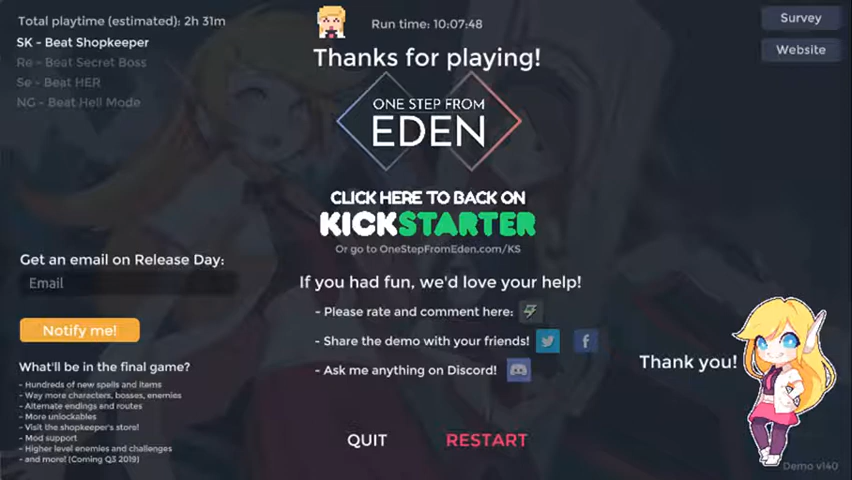 Total playtime (estimated): 2h 31m
SK - Beat Shopkeeper
Re - Beat Secret Boss
Se - Beat HER
NG - Beat Hell Mode
Run time: 10:07:48
Thanks for playing!
ONE STEP FROM
EDEN
CLICK HERE TO BACK ON
KICKSTARTER
Or go to OneStepFromEden.com/KS
Survey
Website
Get an email on Release Day:
Email
Notify me!
What'll be in the final game?
- Hundreds of new spells and items
- Way more characters, bosses, enemies
- Alternate endings and routes
- More unlockables
- Visit the shopkeeper's store!
- Mod support
- Higher level enemies and challenges
- and more! (Coming Q3 2019)
If you had fun, we'd love your help!
- Please rate and comment here:
- Share the demo with your friends!
- Ask me anything on Discord!
Thank you!
QUIT
RESTART
Demo v140